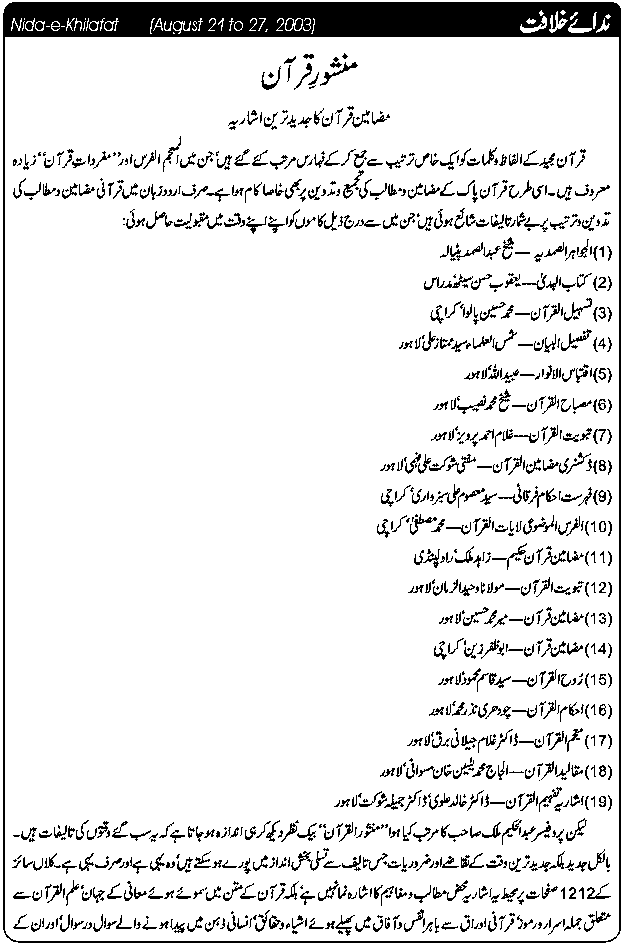 Nida-e-Khilafat (August 21 to 27, 2003) ندائے خلافت
منشورِ قرآن
مضامین قرآن کا جدید ترین اشاریہ
قرآن مجید کے الفاظ و کلمات کو ایک خاص ترتیب سے جمع کر کے فہارس مرتب کئے گئے ہیں، جن میں المعجم الفہرس اور ’’مفردات قرآن‘‘ زیادہ
معروف ہیں۔ اسی طرح قرآن پاک کے مضامین و مطالب کی تجمیع و تدوین پر بھی خاصا کام ہوا ہے۔ صرف اردو زبان میں قرآنی مضامین و مطالب کی
تدوین و ترتیب پر بے شمار تالیفات شائع ہوئی ہیں، جن میں سے درج ذیل کاموں کو اپنے اپنے وقت میں مقبولیت حاصل ہوئی:
(1) الجواہر الصمدیہ — شیخ عبدالصمد پٹیالہ
(2) کتاب الہدیٰ --- یعقوب حسن سیٹھ، مدراس
(3) تسہیل القرآن — محمد حسین پالوا، کراچی
(4) تفصیل البیان — شمس العلماء سید ممتاز علی، لاہور
(5) اقتباس الانوار — عبیداللہ، لاہور
(6) مصباح القرآن — شیخ محمد نصیب، لاہور
(7) تبویت القرآن --- غلام احمد پرویز، لاہور
(8) ڈکشنری مضامین القرآن — مفتی شوکت علی فہمی، لاہور
(9) فہرست احکام فرقانی --- سید معصوم علی سبزواری، کراچی
(10) الفہرس الموضوعی لایات القرآن — محمد مصطفیٰ، کراچی
(11) مضامین قرآن حکیم — زاہد ملک، راولپنڈی
(12) تبویت القرآن — مولانا وحید الزمان، لاہور
(13) مضامین قرآن — میر محمد حسین، لاہور
(14) مضامین قرآن — ابوظفر زین، کراچی
(15) رُوح القرآن — سید قاسم محمود، لاہور
(16) احکام القرآن — چودھری نذر محمد، لاہور
(17) معجم القرآن — ڈاکٹر غلام جیلانی برق، لاہور
(18) مقالید القرآن — الحاج محمد یٰسین خان مسوانی، لاہور
(19) اشاریہ تفہیم القرآن — ڈاکٹر خالد علوی، ڈاکٹر جمیلہ شوکت، لاہور
لیکن پروفیسر عبدالحکیم ملک صاحب کا مرتب کیا ہوا ’’منشور القرآن‘‘ بیک نظر دیکھ کر ہی اندازہ ہو جاتا ہے کہ یہ سب گئے وقتوں کی تالیفات ہیں۔
بالکل جدید بلکہ جدید ترین وقت کے تقاضے اور ضروریات جس تالیف سے تسلی بخش انداز میں پورے ہو سکتے ہیں، وہ یہی ہے اور صرف یہی ہے۔ کلاں سائز
کے 1212 صفحات پر محیط یہ اشاریہ محض مطالب و مفاہیم کا اشارہ نما نہیں ہے، بلکہ قرآن کے متن میں سموئے ہوئے معانی کے جہان، علم القرآن سے
متعلق جملہ اسرار و رموز، قرآنی اوراق سے باہر انفس و آفاق میں پھیلے ہوئے اشیاء و حقائق، انسانی ذہن میں پیدا ہونے والے سوال در سوال، اور ان کے